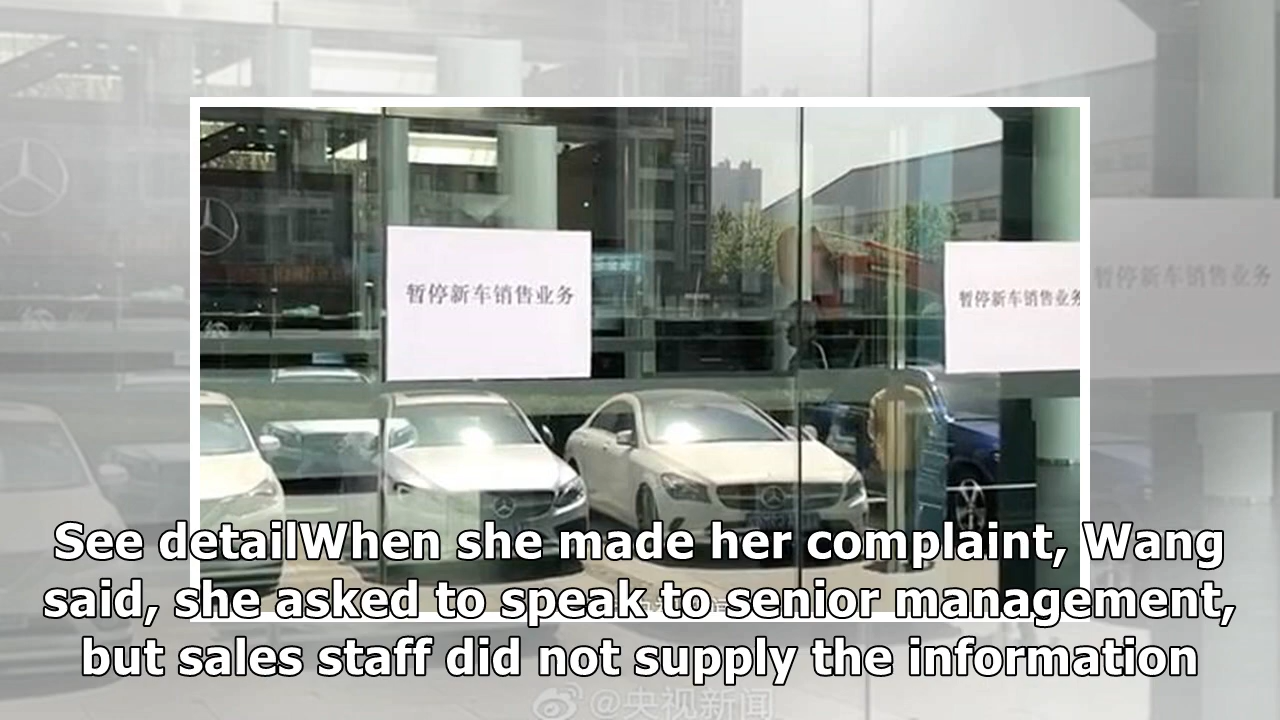 暂停新车销售业务
暂停新车销售业务
暂停新车销售业务
See detailWhen she made her complaint, Wang
said, she asked to speak to senior management,
but sales staff did not supply the information
@央视新闻